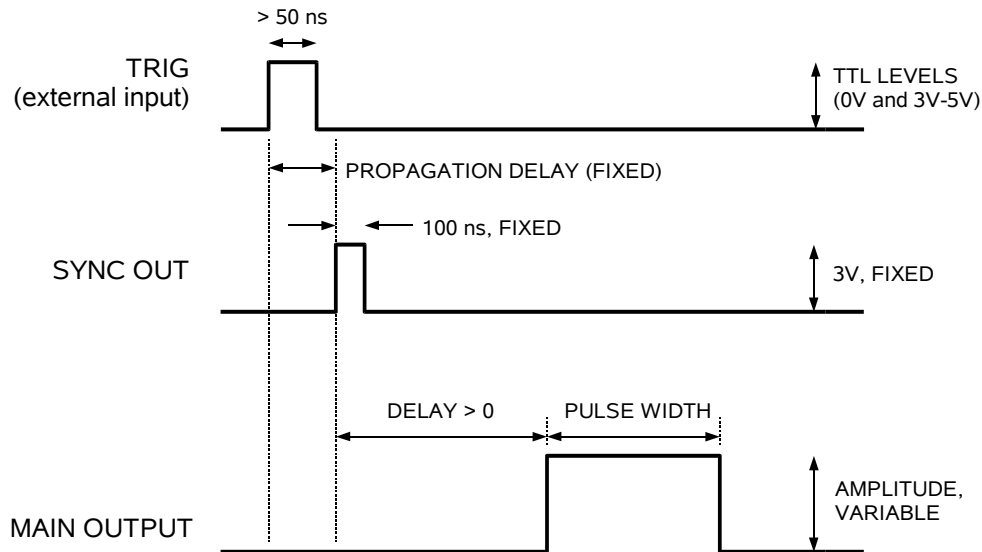 > 50 ns
TRIG
(external input)
TTL LEVELS
(0V and 3V-5V)
PROPAGATION DELAY (FIXED)
100 ns, FIXED
SYNC OUT
3V, FIXED
DELAY > 0
PULSE WIDTH
MAIN OUTPUT
AMPLITUDE,
VARIABLE